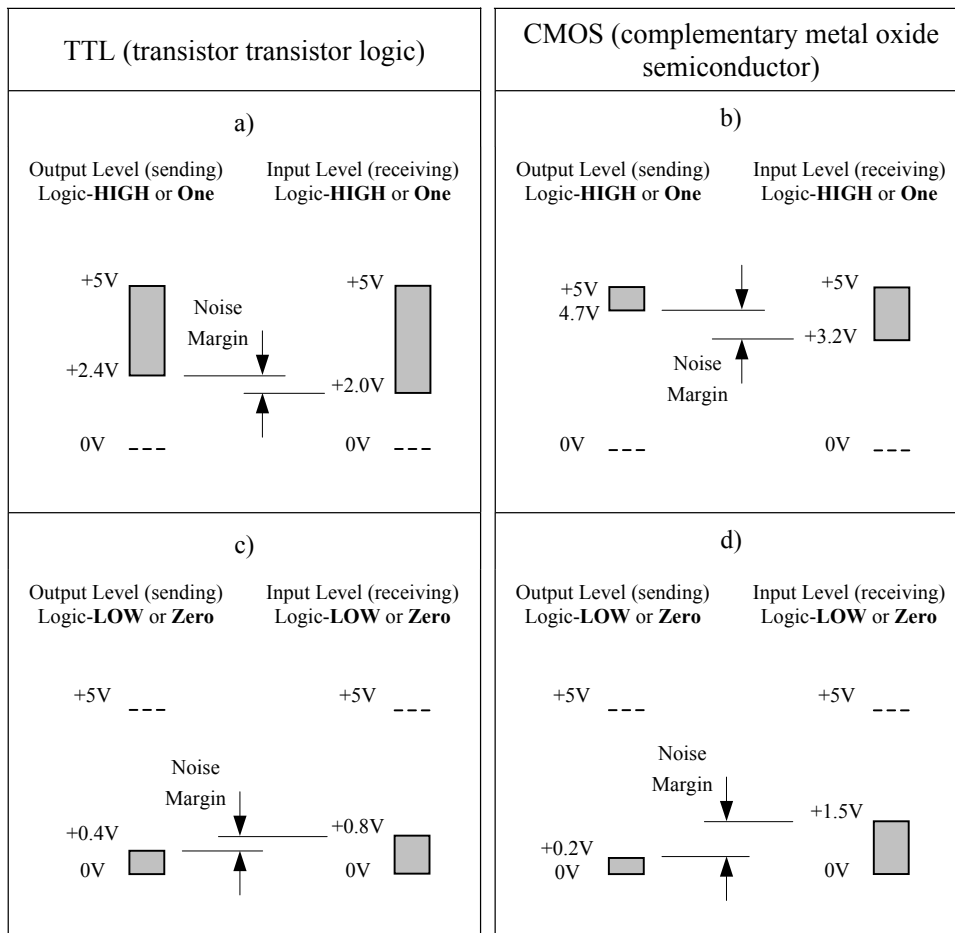 TTL (transistor transistor logic)
CMOS (complementary metal oxide
semiconductor)
a)
Output Level (sending)
Logic-HIGH or One
Input Level (receiving)
Logic-HIGH or One
+5V
+5V
Noise
Margin
+2.4V
+2.0V
0V
0V
b)
Output Level (sending)
Logic-HIGH or One
Input Level (receiving)
Logic-HIGH or One
+5V
4.7V
+5V
+3.2V
Noise
Margin
0V
0V
c)
Output Level (sending)
Logic-LOW or Zero
Input Level (receiving)
Logic-LOW or Zero
+5V
+5V
Noise
Margin
+0.4V
+0.8V
0V
0V
d)
Output Level (sending)
Logic-LOW or Zero
Input Level (receiving)
Logic-LOW or Zero
+5V
+5V
Noise
Margin
+1.5V
+0.2V
0V
0V